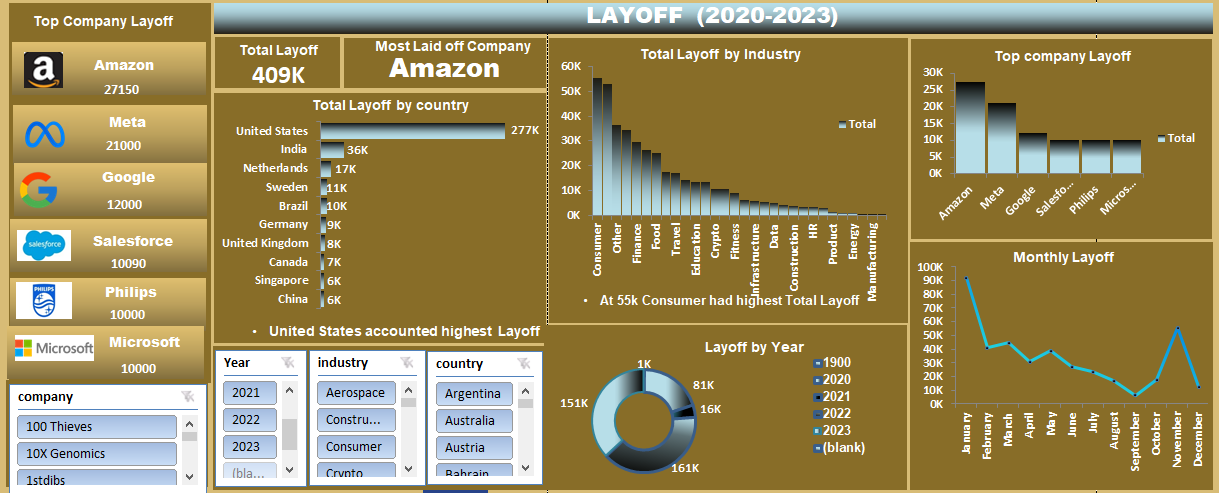 LAYOFF (2020-2023)
Top Company Layoff
Amazon
27150
Meta
21000
Google
12000
salesforce
Salesforce
10090
PHILIPS
Philips
10000
Microsoft
Microsoft
10000
company
100 Thieves
10X Genomics
1stdibs
Total Layoff
409K
Most Laid off Company
Amazon
Total Layoff by country
United States
277K
India
36K
Netherlands
17K
Sweden
11K
Brazil
10K
Germany
9K
United Kingdom
8K
Canada
7K
Singapore
6K
China
6K
• United States accounted highest Layoff
Year
2021
2022
2023
(bla...
industry
Aerospace
Constru...
Consumer
Crypto
country
Argentina
Australia
Austria
Bahrain
Total Layoff by Industry
60K
50K
40K
30K
20K
10K
0K
Total
Consumer
Other
Finance
Food
Travel
Education
Crypto
Fitness
Infrastructure
Data
Construction
HR
Product
Energy
Manufacturing
• At 55k Consumer had highest Total Layoff
Layoff by Year
1K
81K
16K
161K
151K
1900
2020
2021
2022
2023
(blank)
Top company Layoff
30K
25K
20K
15K
10K
5K
0K
Total
Amazon
Meta
Google
Salesfo...
Philips
Micros...
Monthly Layoff
100K
90K
80K
70K
60K
50K
40K
30K
20K
10K
0K
January
February
March
April
May
June
July
August
September
October
November
December